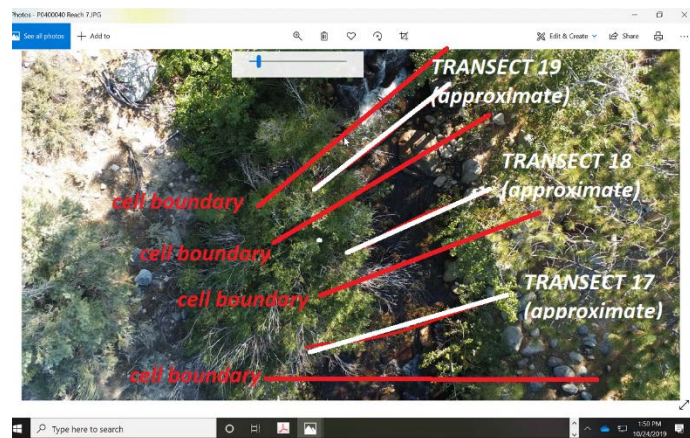 Photos - P0400040 Reach 7.JPG
See all photos
Add to
Edit & Create
Share
TRANSECT 19
(approximate)
TRANSECT 18
(approximate)
cell boundary
cell boundary
cell boundary
TRANSECT 17
(approximate)
cell boundary
Type here to search
1:50 PM
10/24/2019